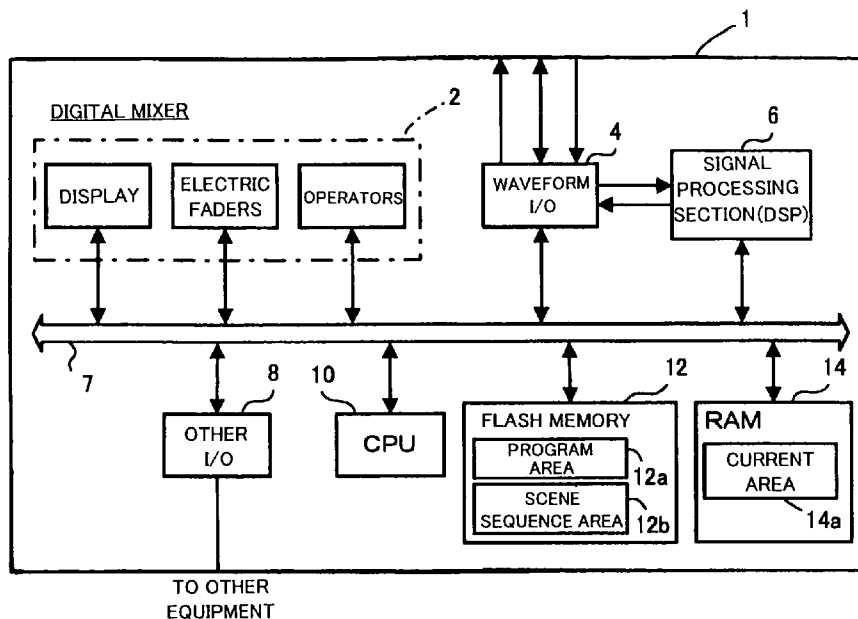 1
DIGITAL MIXER
2
DISPLAY
ELECTRIC
FADERS
OPERATORS
4
WAVEFORM
I/O
6
SIGNAL
PROCESSING
SECTION(DSP)
7
8
OTHER
I/O
10
CPU
12
FLASH MEMORY
PROGRAM
AREA
12a
SCENE
SEQUENCE AREA
12b
14
RAM
CURRENT
AREA
14a
TO OTHER
EQUIPMENT